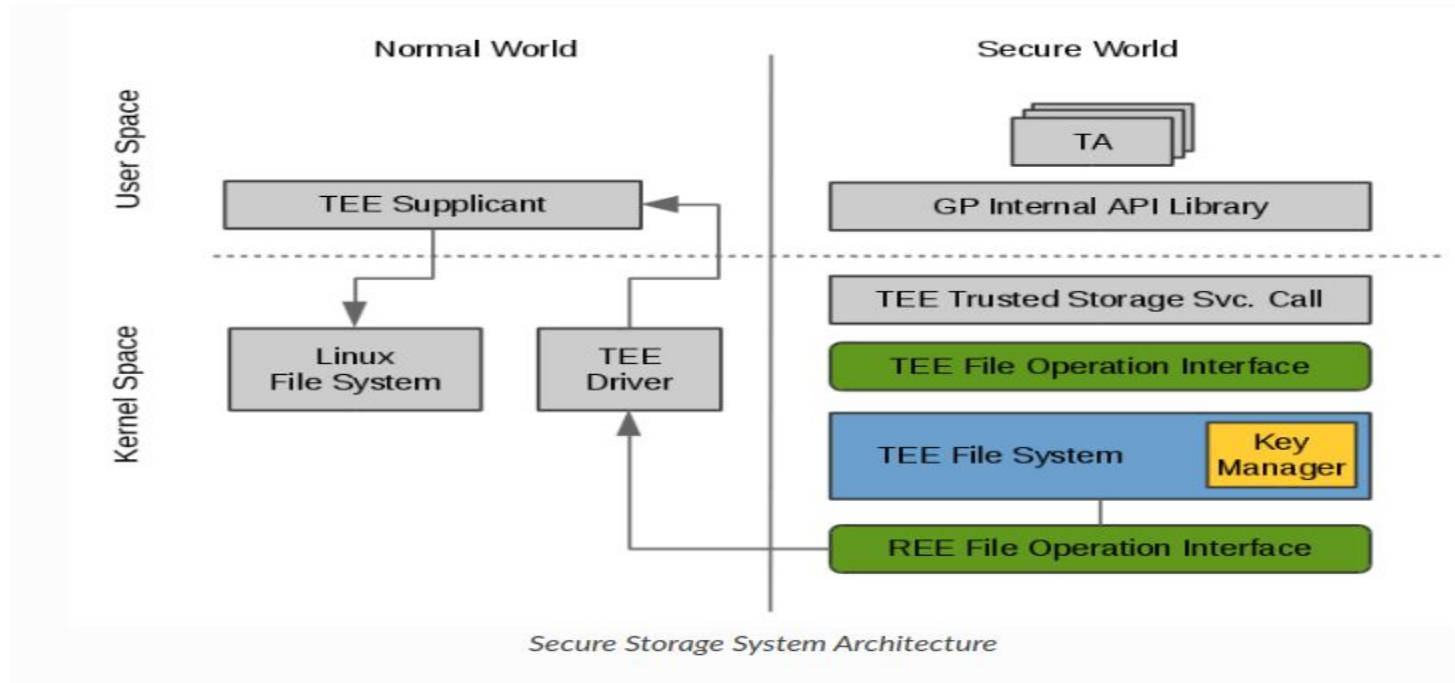 Normal World
Secure World
User Space
TA
TEE Supplicant
GP Internal API Library
TEE Trusted Storage Svc. Call
Kernel Space
Linux
File System
TEE
Driver
TEE File Operation Interface
TEE File System
Key
Manager
REE File Operation Interface
Secure Storage System Architecture